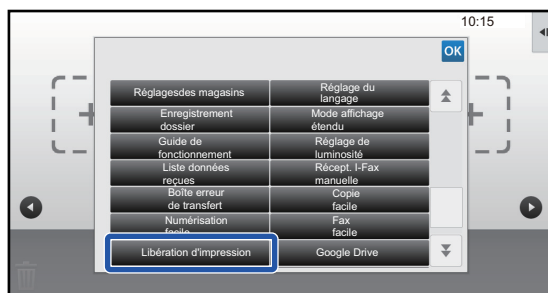 10:15
OK
Réglagesdes magasins
Réglage du
langage
Enregistrement
dossier
Mode affichage
étendu
Guide de
fonctionnement
Réglage de
luminosité
Liste données
reçues
Récept. I-Fax
manuelle
Boîte erreur
de transfert
Copie
facile
Numérisation
facile
Fax
facile
Libération d'impression
Google Drive